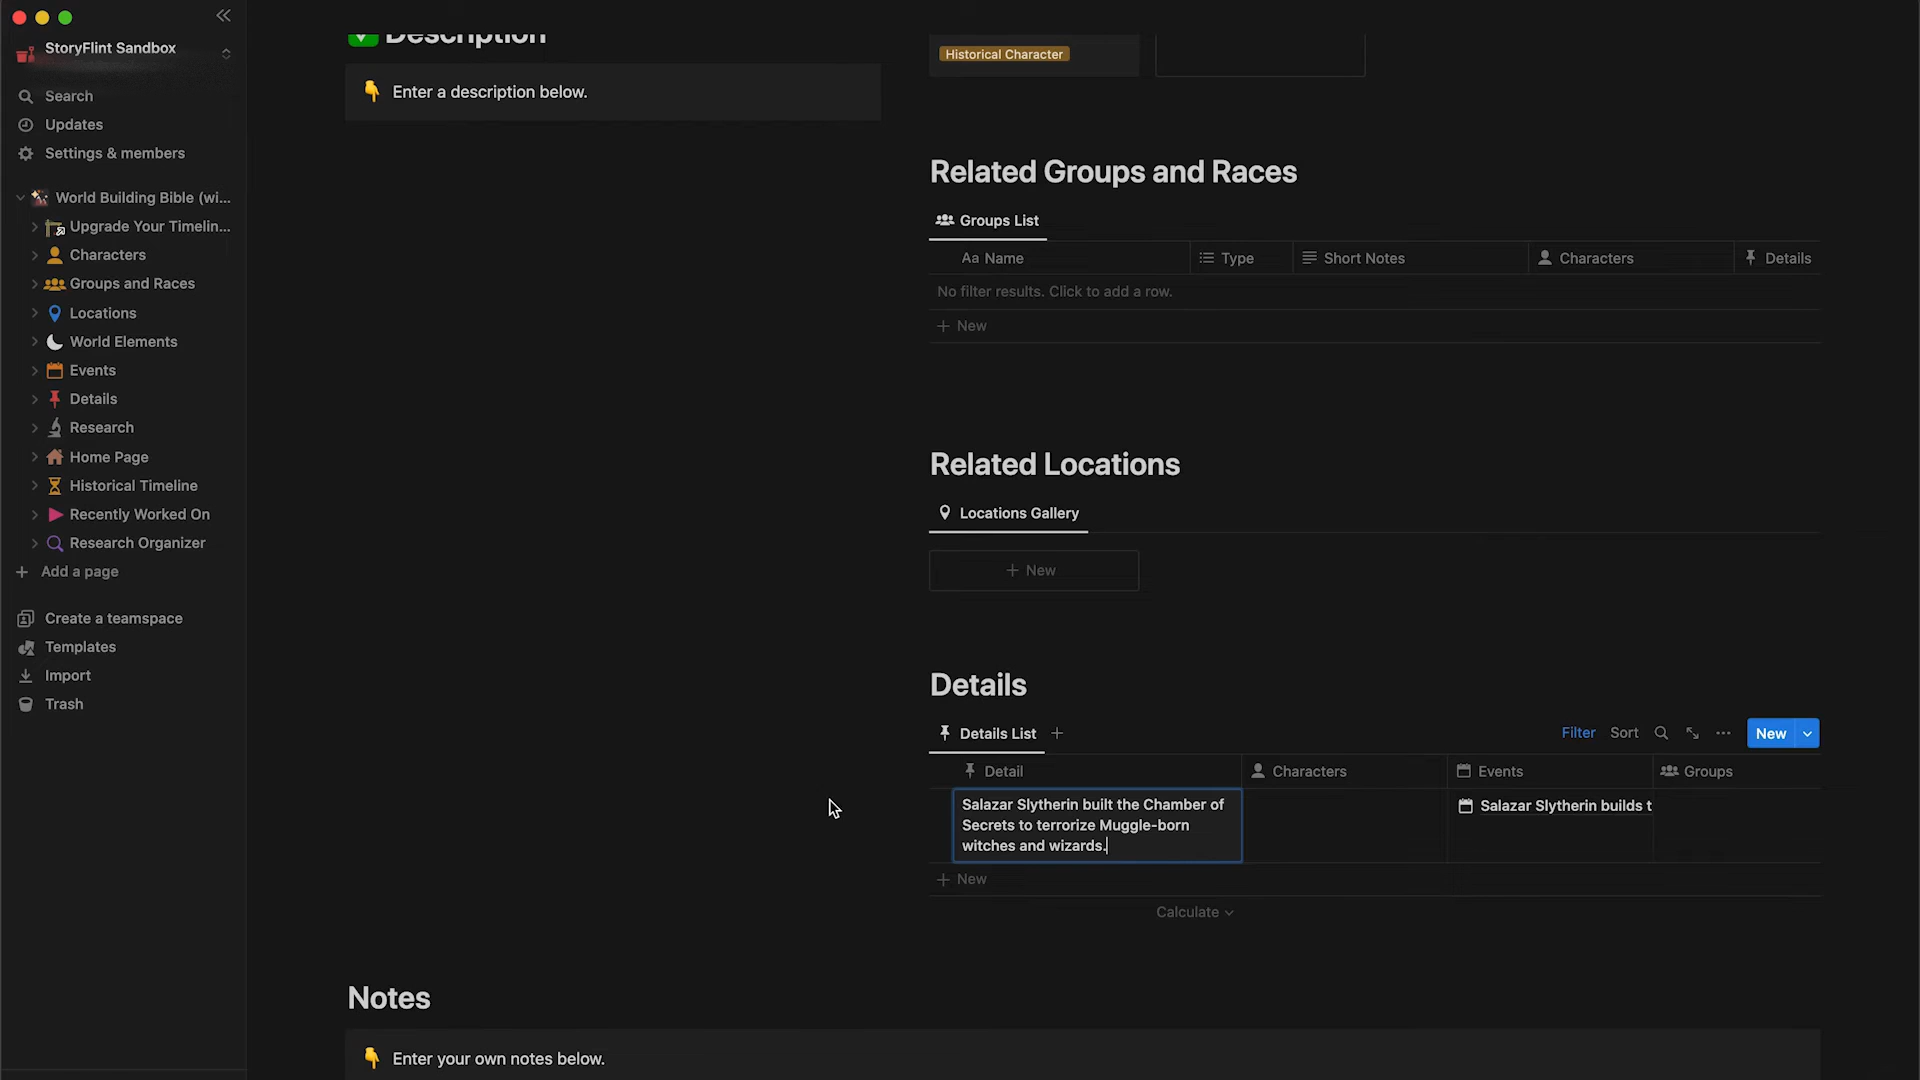 StoryFlint Sandbox
Search
Updates
Settings & members
World Building Bible (wi...
Upgrade Your Timelin...
Characters
Groups and Races
Locations
World Elements
Events
Details
Research
Home Page
Historical Timeline
Recently Worked On
Research Organizer
Add a page
Create a teamspace
Templates
Import
Trash
Description
Enter a description below.
Historical Character
Related Groups and Races
Groups List
Aa Name Type Short Notes Characters Details
No filter results. Click to add a row.
+ New
Related Locations
Locations Gallery
+ New
Details
Details List +
Filter Sort New
Detail Characters Events Groups
Salazar Slytherin built the Chamber of
Secrets to terrorize Muggle-born
witches and wizards.
Salazar Slytherin builds t
+ New
Calculate
Notes
Enter your own notes below.